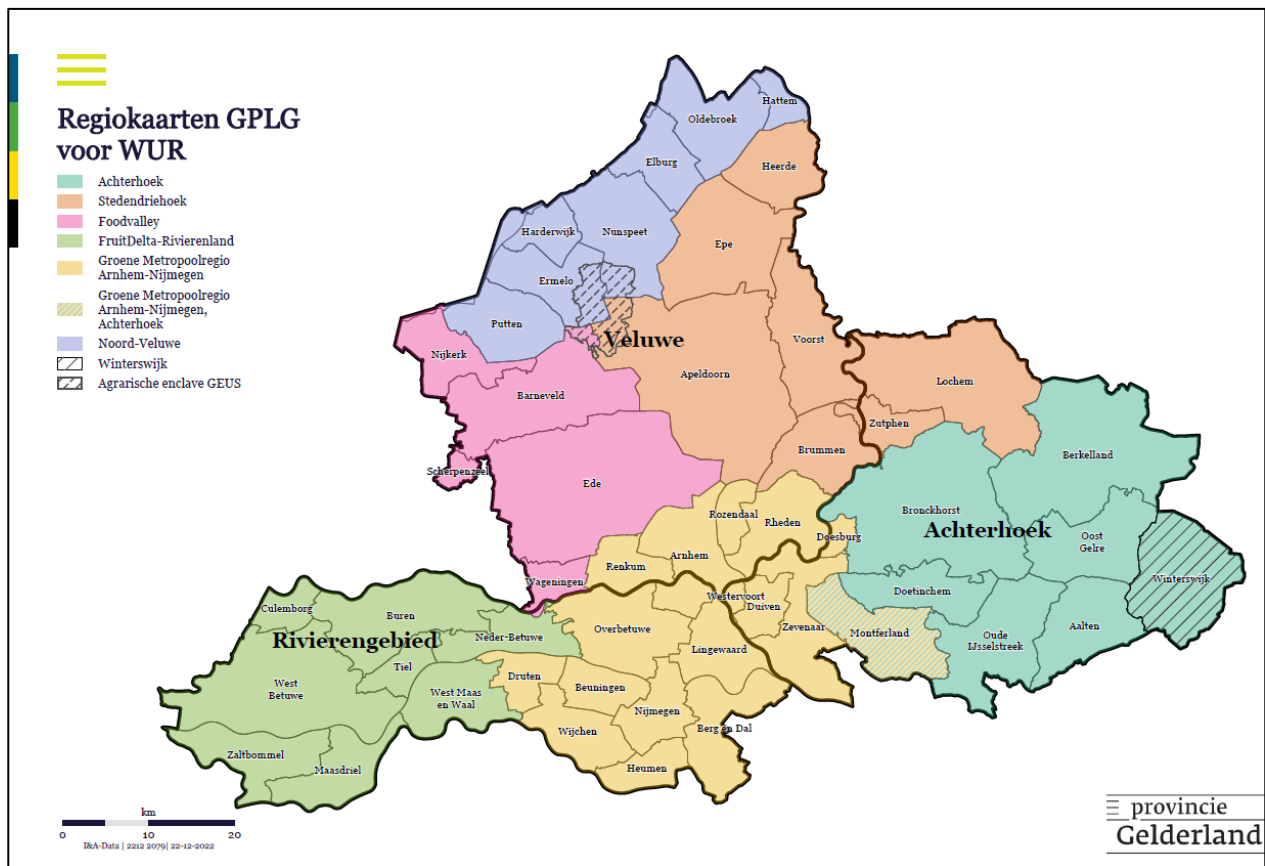 Regiokaarten GPLG
voor WUR
Achterhoek
Stedendriehoek
Foodvalley
FruitDelta-Rivierenland
Groene Metropoolregio
Arnhem-Nijmegen
Groene Metropoolregio
Arnhem-Nijmegen,
Achterhoek
Noord-Veluwe
Winterswijk
Agrarische enclave GEUS
Hattem
Oldebroek
Heerde
Elburg
Harderwijk
Nunspeet
Epe
Ermelo
Putten
Veluwe
Voorst
Nijkerk
Apeldoorn
Lochem
Barneveld
Zutphen
Brummen
Berkelland
Scherpenzeel
Ede
Rozendaal
Rheden
Bronckhorst
Achterhoek
Doesburg
Oost
Gelre
Arnhem
Renkum
Wageningen
Doetinchem
Winterswijk
Westervoort
Duiven
Culemborg
Buren
Overbetuwe
Zevenaar
Montferland
Aalten
Rivierengebied
Neder-Betuwe
Lingewaard
Oude
IJsselstreek
Tiel
West
Betuwe
West Maas
en Waal
Druten
Beuningen
Nijmegen
Berg en Dal
Wijchen
Zaltbommel
Maasdriel
Heumen
km
0 10 20
I&A-Data | 2212 2079| 22-12-2022
provincie
Gelderland